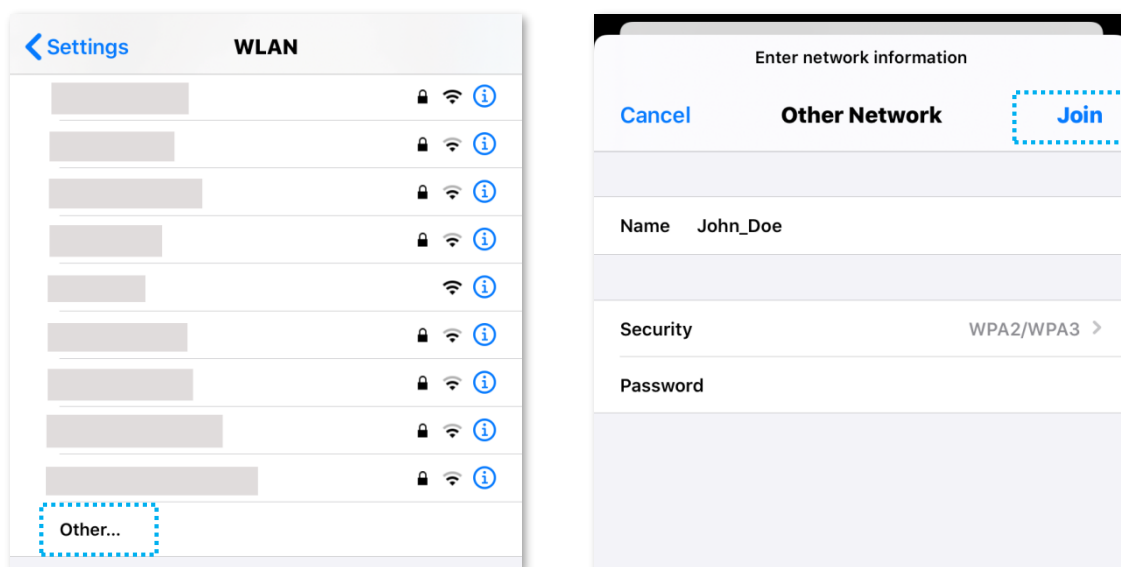 Settings WLAN
Other...
Enter network information
Cancel Other Network Join
Name John_Doe
Security WPA2/WPA3
Password